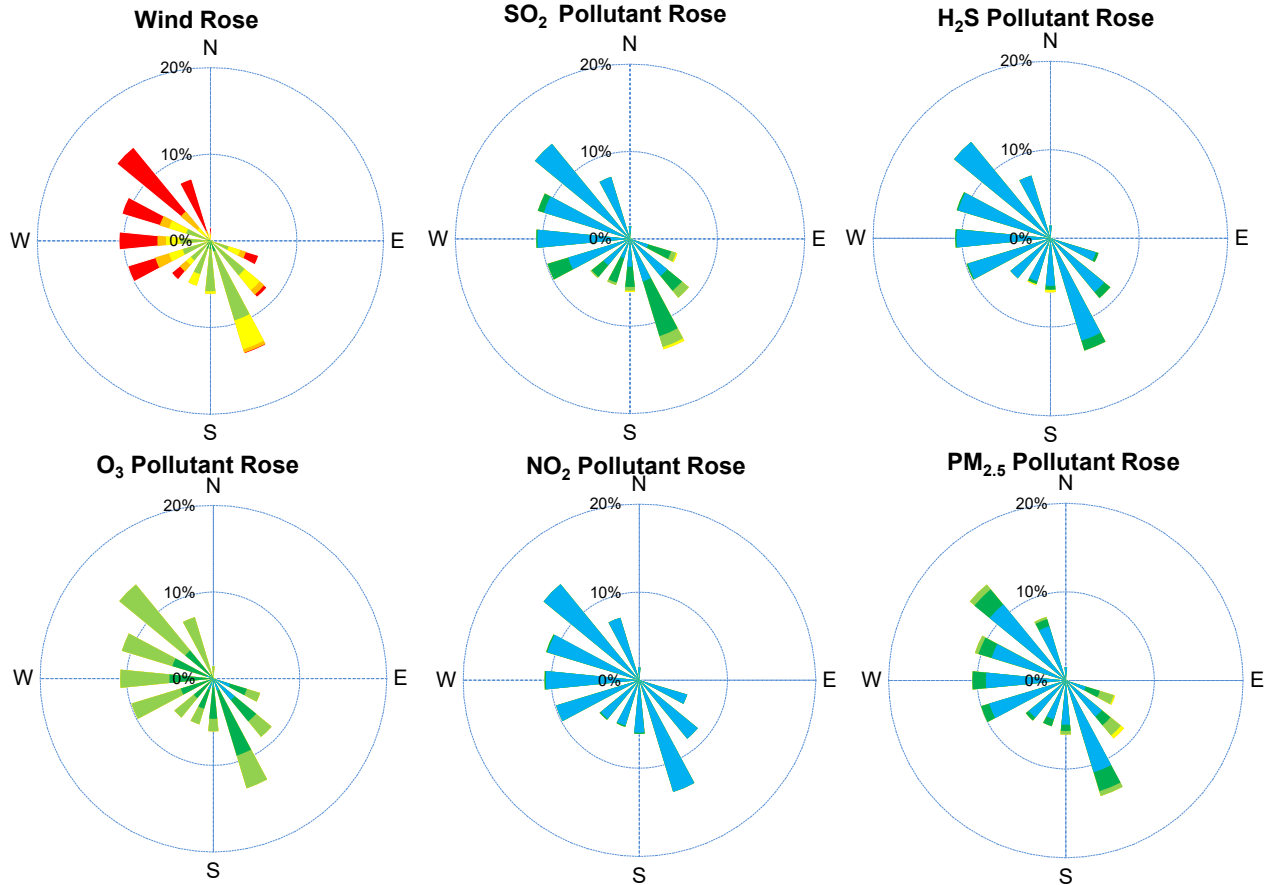 Wind Rose
N
20%
10%
0%
W
E
S
SO₂ Pollutant Rose
N
20%
10%
0%
W
E
S
H₂S Pollutant Rose
N
20%
10%
0%
W
E
S
O₃ Pollutant Rose
N
20%
10%
0%
W
E
S
NO₂ Pollutant Rose
N
20%
10%
0%
W
E
S
PM₂.₅ Pollutant Rose
N
20%
10%
0%
W
E
S